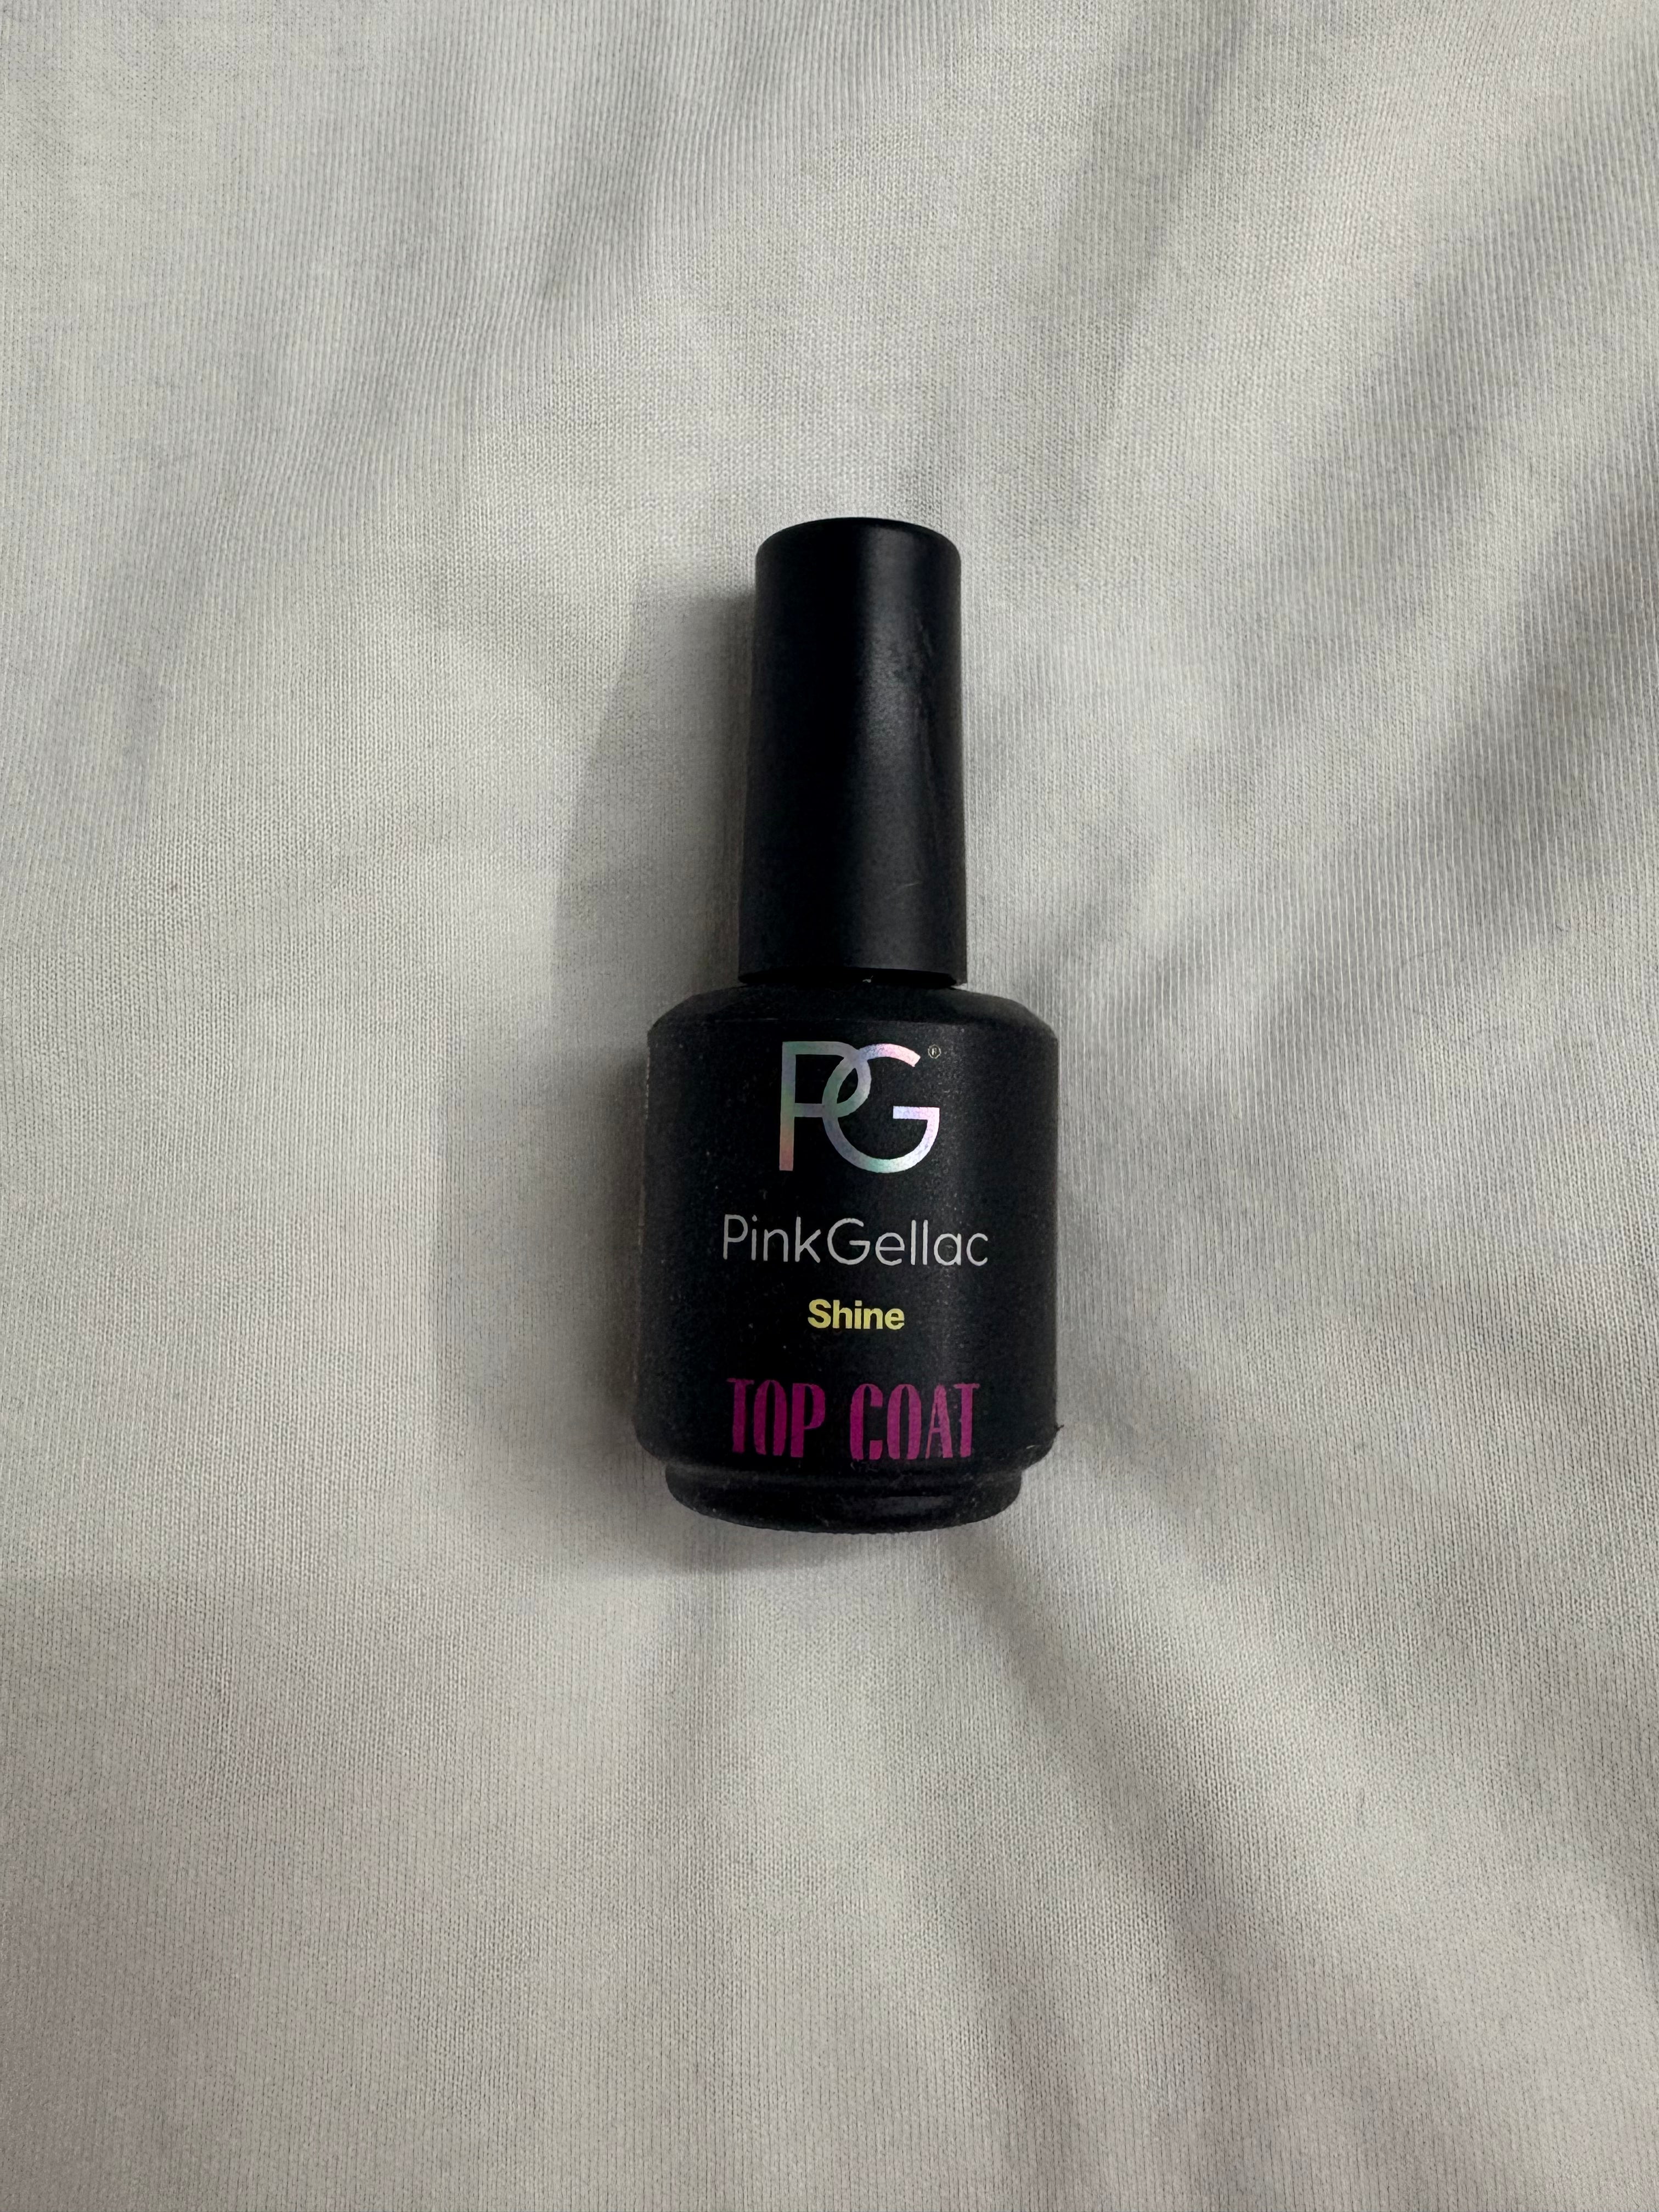 PG®
PinkGellac
Shine
TOP COAT